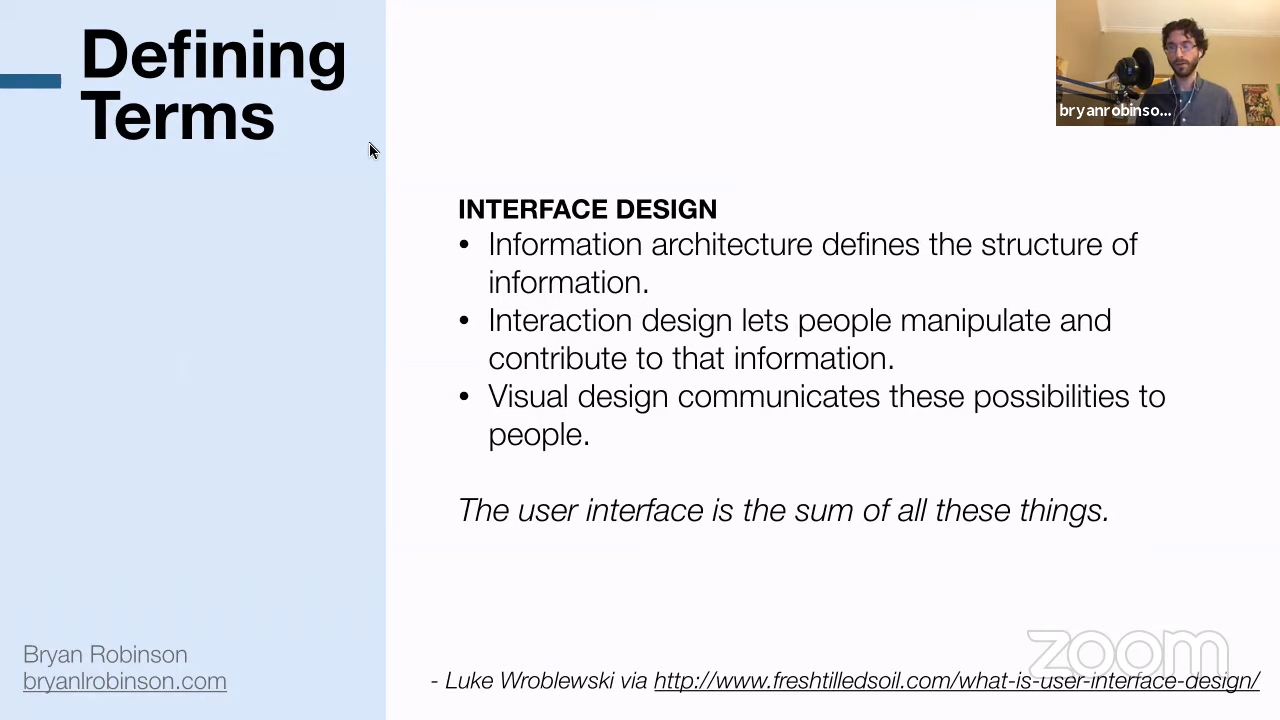 Defining
Terms
bryanrobinso...
INTERFACE DESIGN
• Information architecture defines the structure of
information.
• Interaction design lets people manipulate and
contribute to that information.
• Visual design communicates these possibilities to
people.
The user interface is the sum of all these things.
Bryan Robinson
bryanlrobinson.com
zoom
- Luke Wroblewski via http://www.freshtilledsoil.com/what-is-user-interface-design/